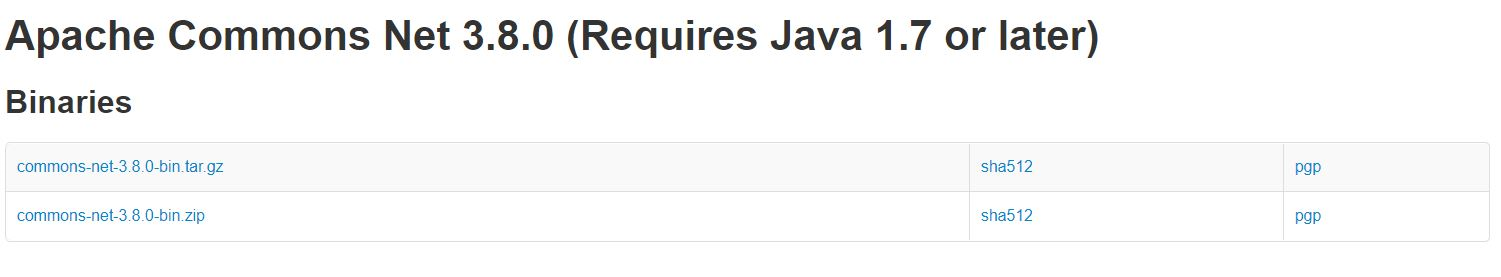 Apache Commons Net 3.8.0 (Requires Java 1.7 or later)
Binaries
commons-net-3.8.0-bin.tar.gz sha512 pgp
commons-net-3.8.0-bin.zip sha512 pgp